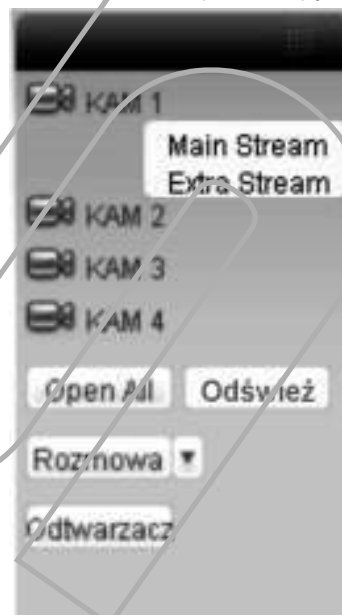 KAM 1
Main Stream
Extra Stream
KAM 2
KAM 3
KAM 4
Open All Odśwież
Rozmowa
Odtwarzacz